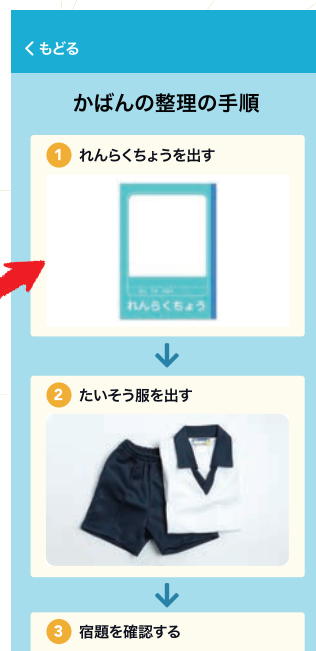 くもどる
かばんの整理の手順
1 れんらくちょうを出す
れんらくちょう
2 たいそう服を出す
3 宿題を確認する